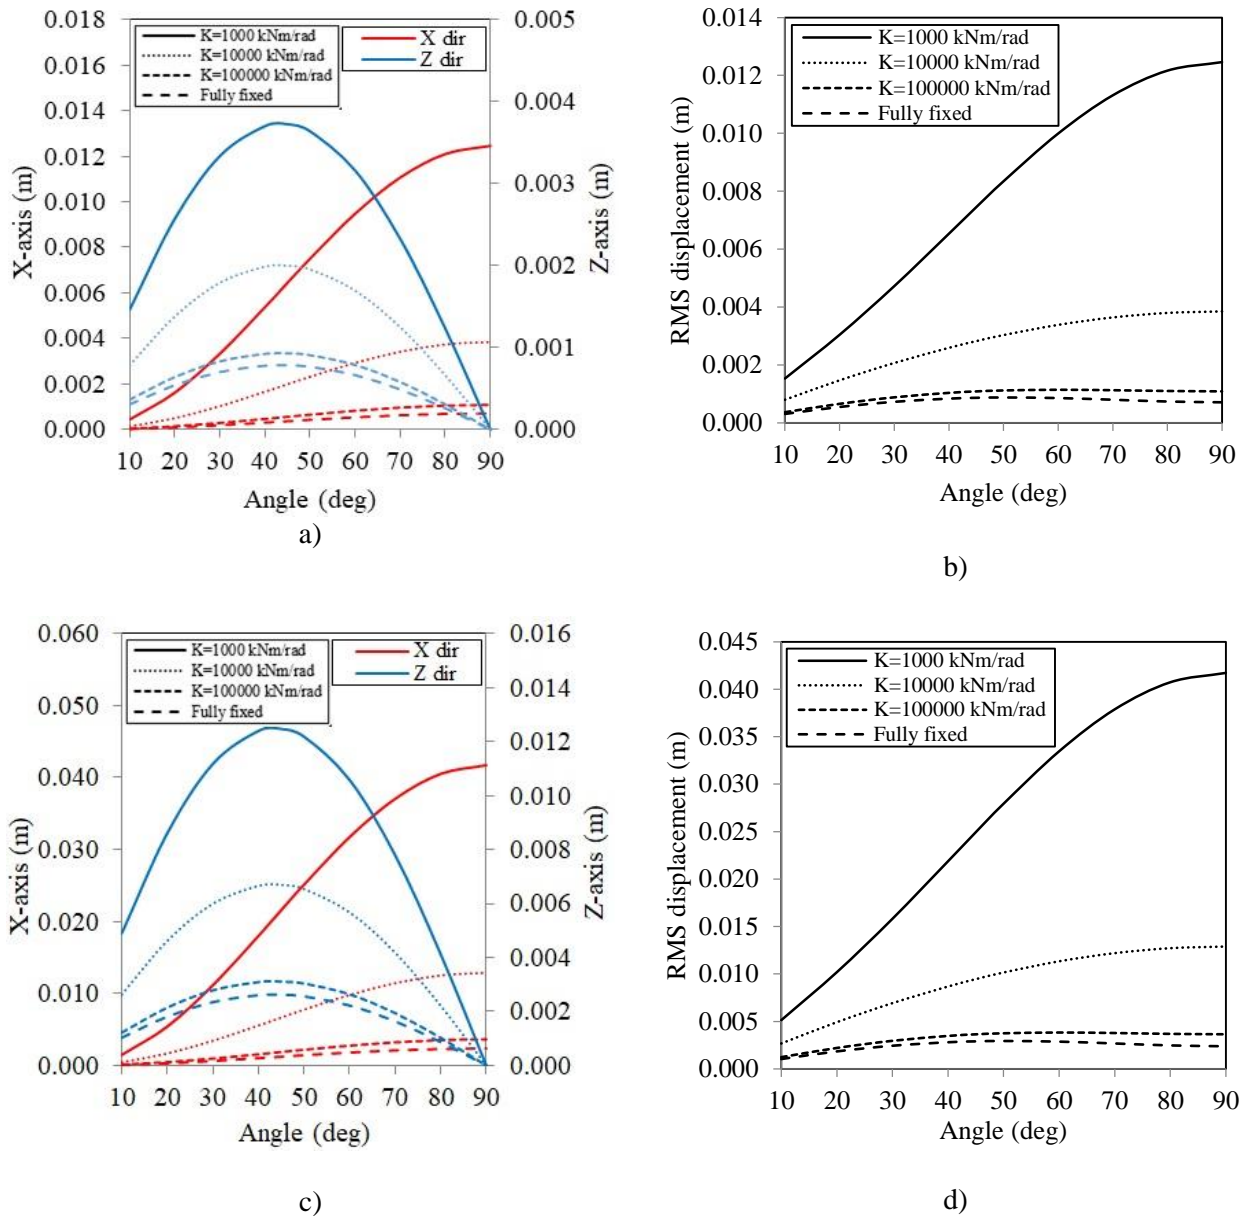 0.018
0.016
0.014
0.012
0.010
0.008
0.006
0.004
0.002
0.000
X-axis (m)
K=1000 kNm/rad
K=10000 kNm/rad
K=100000 kNm/rad
Fully fixed
X dir
Z dir
0.005
0.004
0.003
0.002
0.001
0.000
Z-axis (m)
10 20 30 40 50 60 70 80 90
Angle (deg)
a)
0.014
0.012
0.010
0.008
0.006
0.004
0.002
0.000
RMS displacement (m)
K=1000 kNm/rad
K=10000 kNm/rad
K=100000 kNm/rad
Fully fixed
10 20 30 40 50 60 70 80 90
Angle (deg)
b)
0.060
0.050
0.040
0.030
0.020
0.010
0.000
X-axis (m)
K=1000 kNm/rad
K=10000 kNm/rad
K=100000 kNm/rad
Fully fixed
X dir
Z dir
0.016
0.014
0.012
0.010
0.008
0.006
0.004
0.002
0.000
Z-axis (m)
10 20 30 40 50 60 70 80 90
Angle (deg)
c)
0.045
0.040
0.035
0.030
0.025
0.020
0.015
0.010
0.005
0.000
RMS displacement (m)
K=1000 kNm/rad
K=10000 kNm/rad
K=100000 kNm/rad
Fully fixed
10 20 30 40 50 60 70 80 90
Angle (deg)
d)